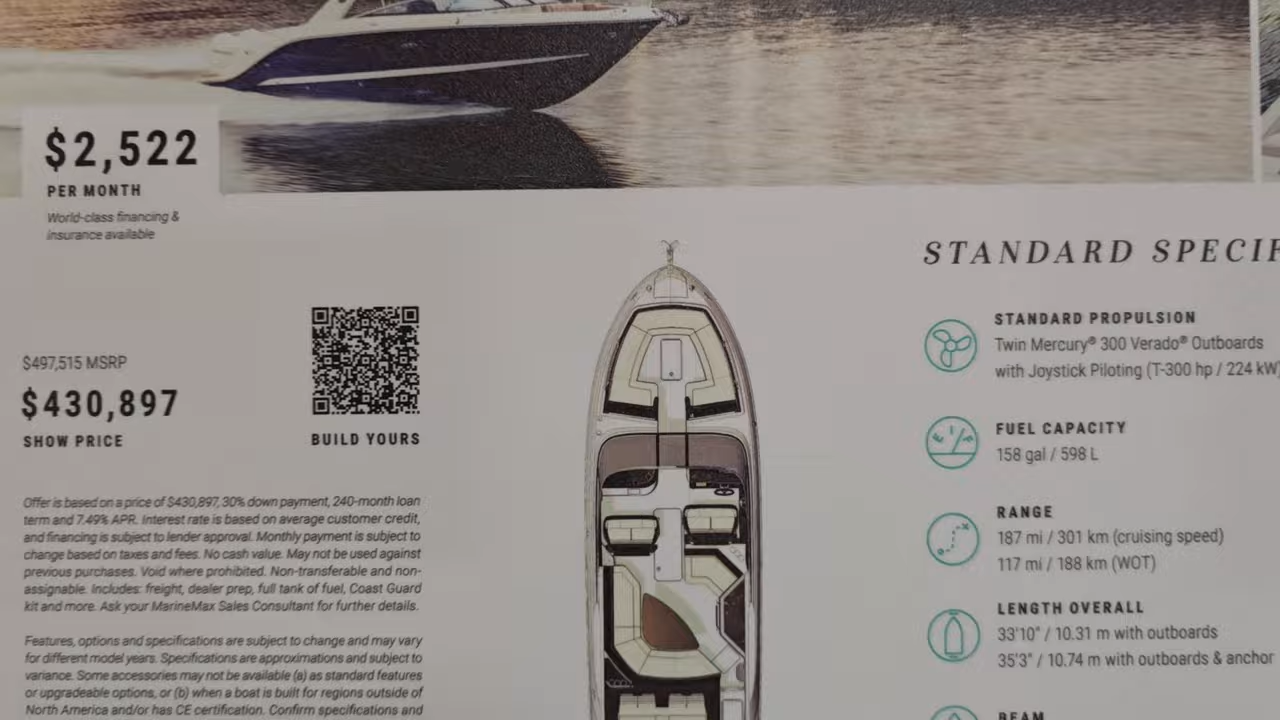 $2,522
PER MONTH
World-class financing &
insurance available
$497,515 MSRP
$430,897
SHOW PRICE
BUILD YOURS
Offer is based on a price of $430,897, 30% down payment, 240-month loan
term and 7.49% APR. Interest rate is based on average customer credit,
and financing is subject to lender approval. Monthly payment is subject to
change based on taxes and fees. No cash value. May not be used against
previous purchases. Void where prohibited. Non-transferable and non-
assignable. Includes: freight, dealer prep, full tank of fuel, Coast Guard
kit and more. Ask your MarineMax Sales Consultant for further details.
Features, options and specifications are subject to change and may vary
for different model years. Specifications are approximations and subject to
variance. Some accessories may not be available (a) as standard features
or upgradeable options, or (b) when a boat is built for regions outside of
North America and/or has CE certification. Confirm specifications and
STANDARD SPECIF
STANDARD PROPULSION
Twin Mercury® 300 Verado® Outboards
with Joystick Piloting (T-300 hp / 224 kW)
E F
FUEL CAPACITY
158 gal / 598 L
RANGE
187 mi / 301 km (cruising speed)
117 mi / 188 km (WOT)
LENGTH OVERALL
33'10" / 10.31 m with outboards
35'3" / 10.74 m with outboards & anchor
BEAM